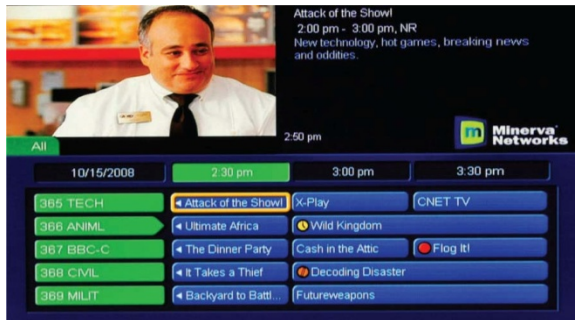 Attack of the Show!
2:00 pm - 3:00 pm, NR
New technology, hot games, breaking news
and oddities.
2:50 pm
m Minerva
Networks
All
10/15/2008 2:30 pm 3:00 pm 3:30 pm
365 TECH Attack of the Show! X-Play CNET TV
366 ANIML Ultimate Africa Wild Kingdom
367 BBC-C The Dinner Party Cash in the Attic Flog It!
368 CIVIL It Takes a Thief Decoding Disaster
369 MILIT Backyard to Battl... Futureweapons